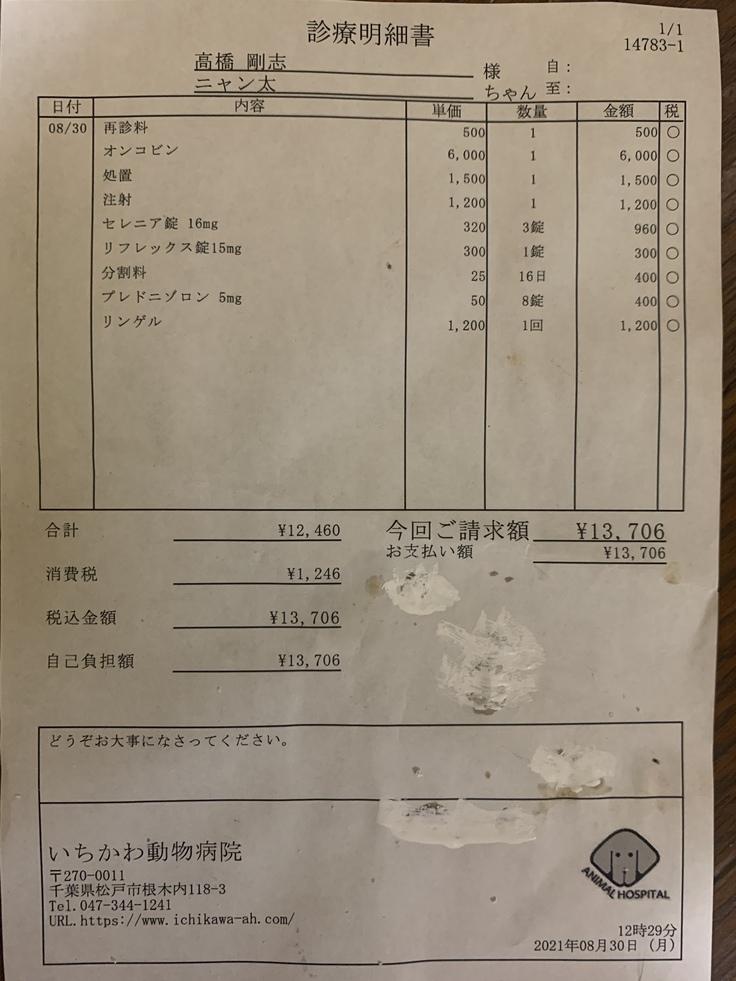 診療明細書
1/1
14783-1
高橋 剛志 様 自:
ニャン太 ちゃん 至:
日付 内容 単価 数量 金額 税
08/30 再診料 500 1 500 ○
オンコビン 6,000 1 6,000 ○
処置 1,500 1 1,500 ○
注射 1,200 1 1,200 ○
セレニア錠 16mg 320 3錠 960 ○
リフレックス錠15mg 300 1錠 300 ○
分割料 25 16日 400 ○
プレドニゾロン 5mg 50 8錠 400 ○
リンゲル 1,200 1回 1,200 ○
合計 ¥12,460 今回ご請求額 ¥13,706
お支払い額 ¥13,706
消費税 ¥1,246
税込金額 ¥13,706
自己負担額 ¥13,706
どうぞお大事になさってください。
いちかわ動物病院
〒270-0011
千葉県松戸市根木内118-3
Tel.047-344-1241
URL.https://www.ichikawa-ah.com/
ANIMAL HOSPITAL
12時29分
2021年08月30日 (月)